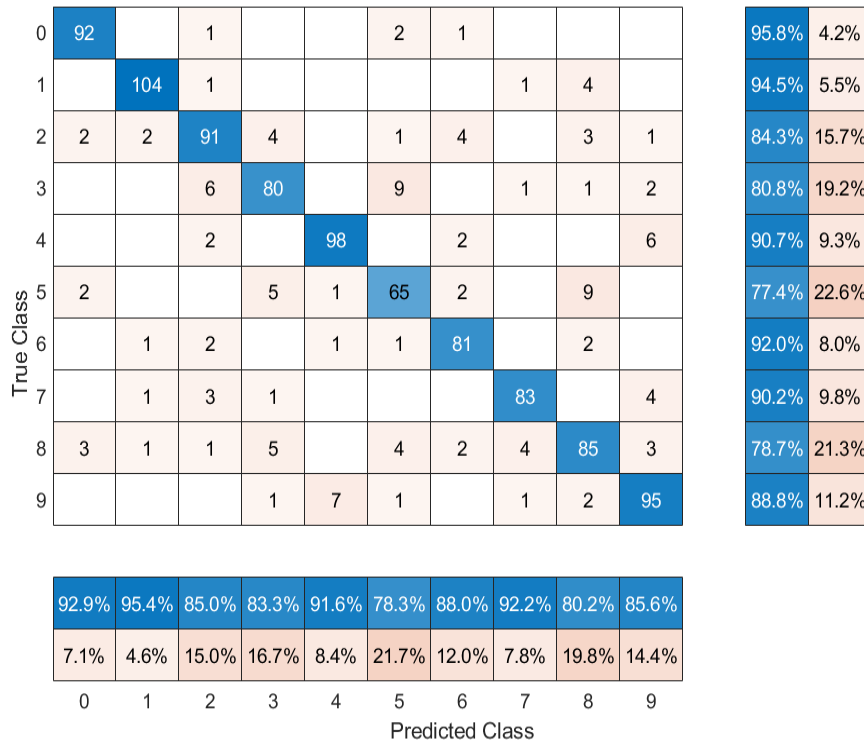 0 92 1 2 1 95.8% 4.2%
1 104 1 1 4 94.5% 5.5%
2 2 2 91 4 1 4 3 1 84.3% 15.7%
3 6 80 9 1 1 2 80.8% 19.2%
4 2 98 2 6 90.7% 9.3%
5 2 5 1 65 2 9 77.4% 22.6%
6 1 2 1 1 81 2 92.0% 8.0%
7 1 3 1 83 4 90.2% 9.8%
8 3 1 1 5 4 2 4 85 3 78.7% 21.3%
9 1 7 1 1 2 95 88.8% 11.2%
True Class
92.9% 95.4% 85.0% 83.3% 91.6% 78.3% 88.0% 92.2% 80.2% 85.6%
7.1% 4.6% 15.0% 16.7% 8.4% 21.7% 12.0% 7.8% 19.8% 14.4%
0 1 2 3 4 5 6 7 8 9
Predicted Class